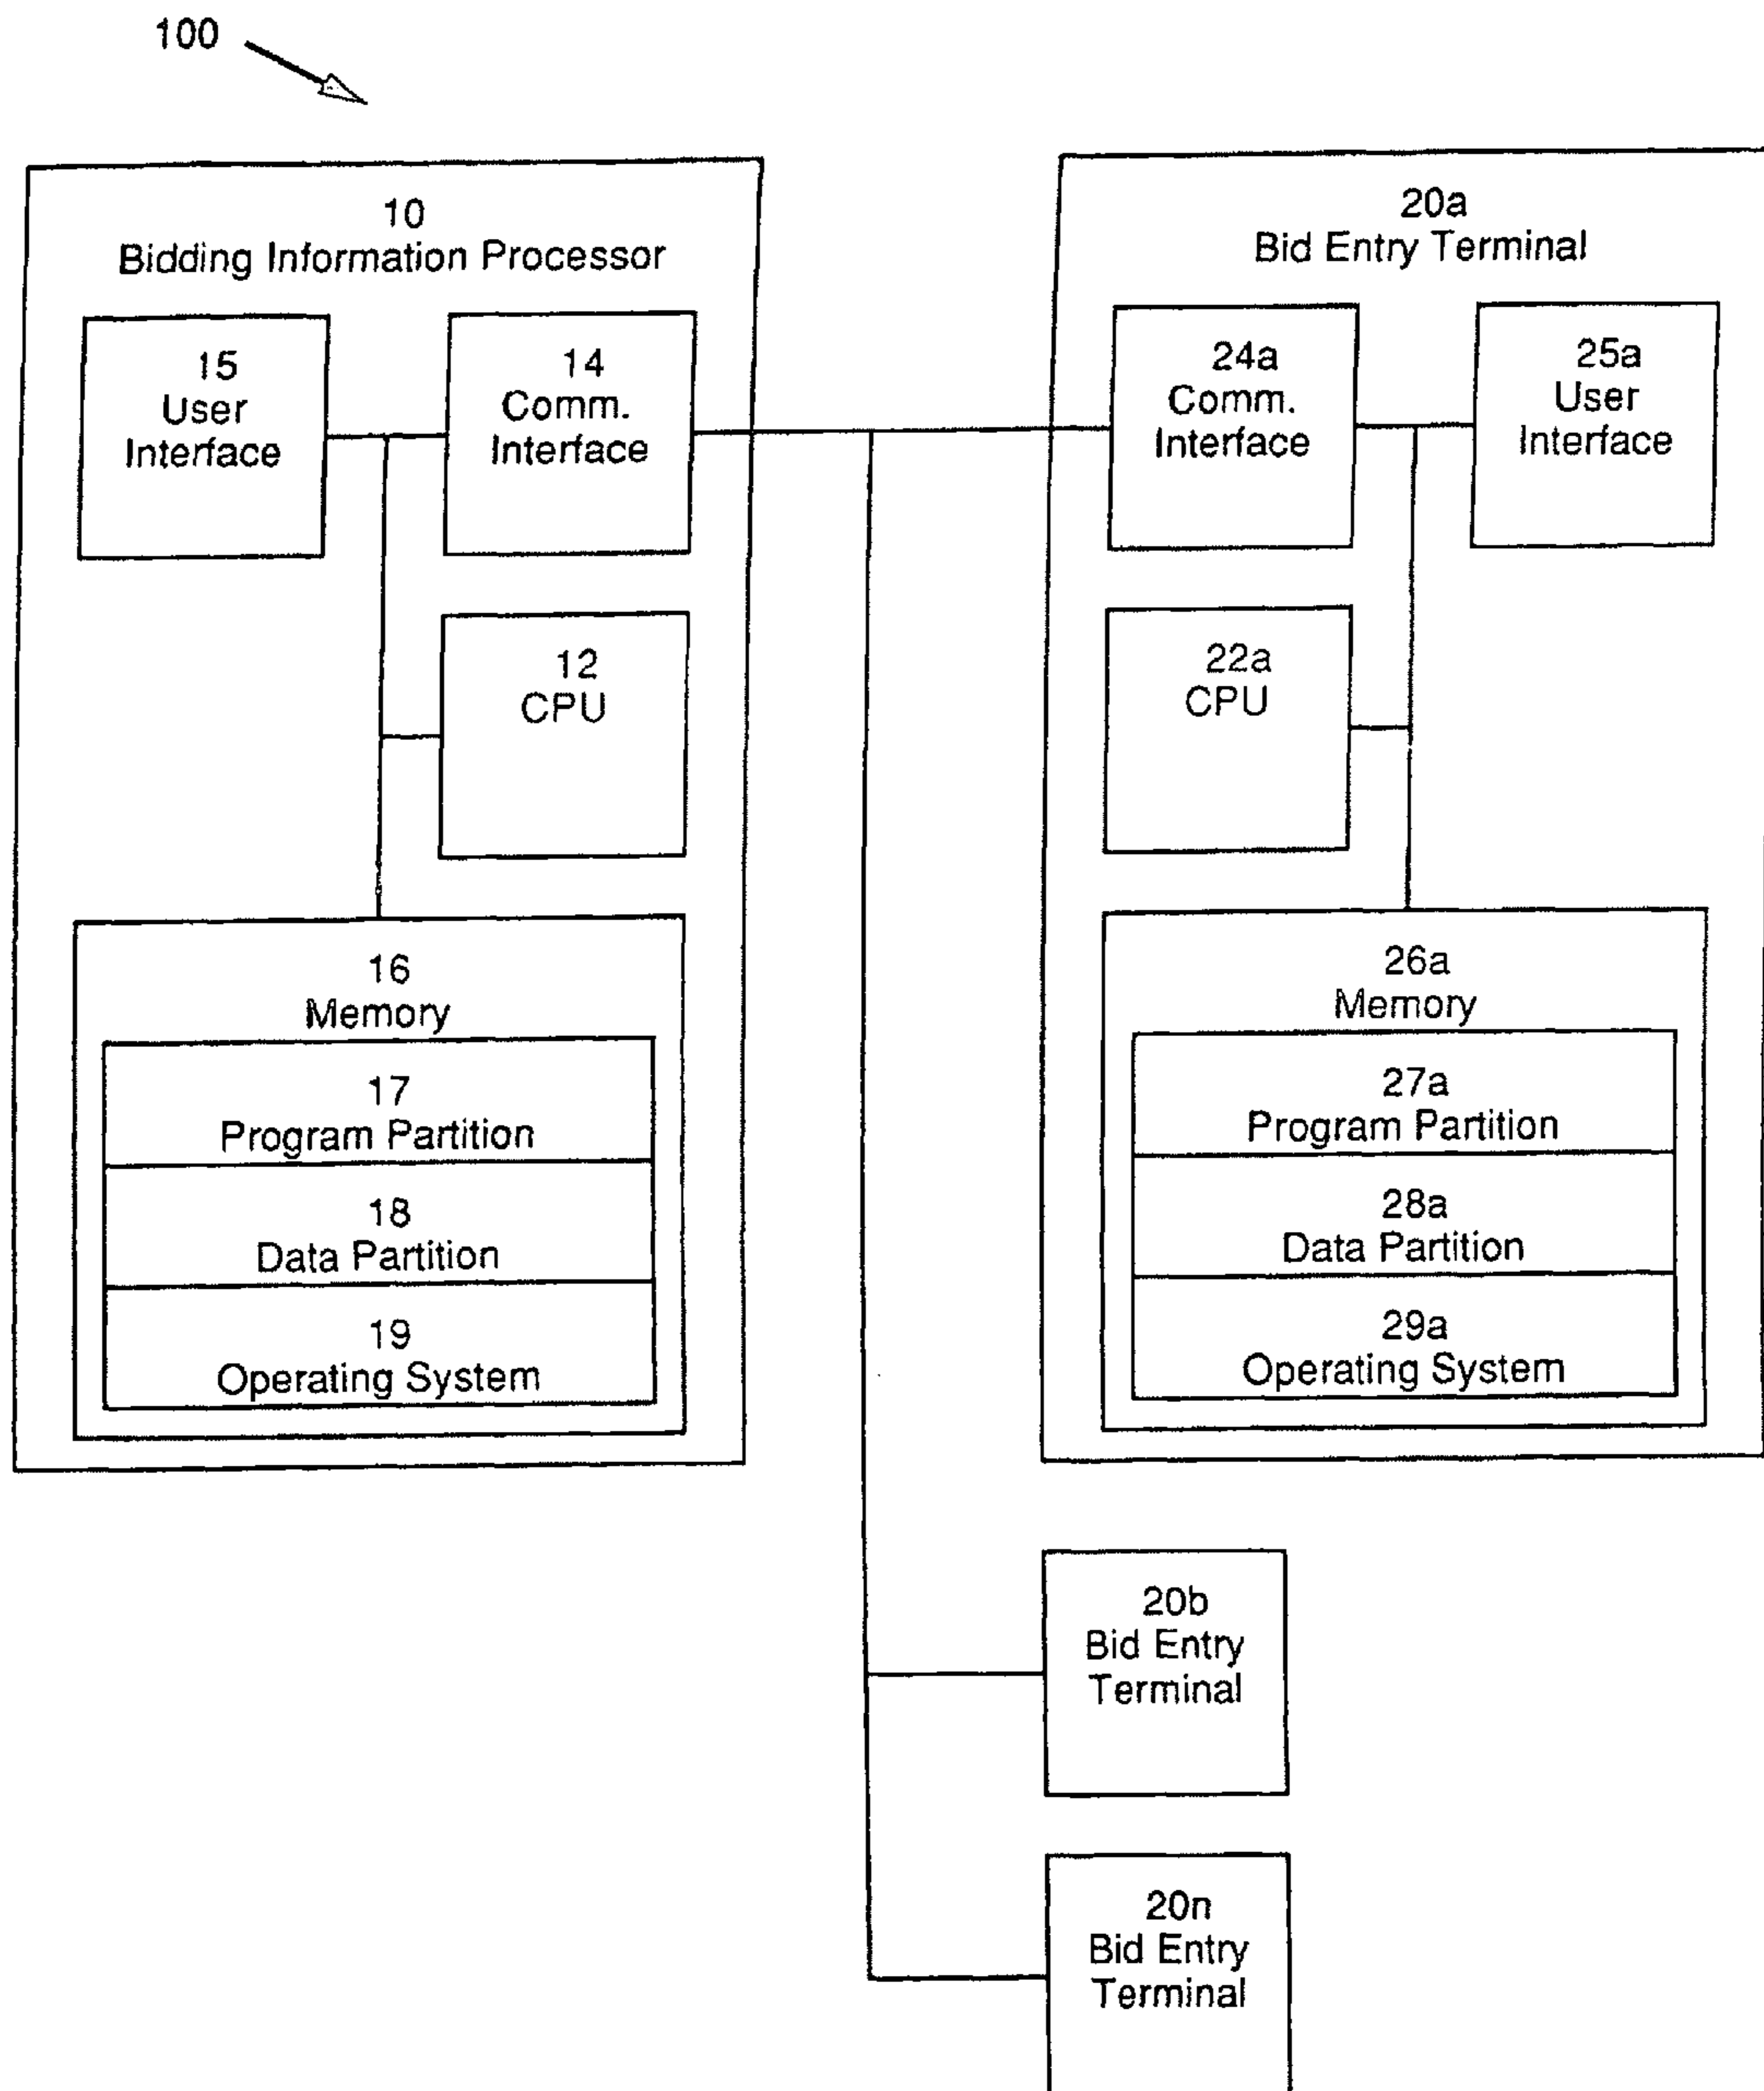 100
10
Bidding Information Processor
15
User
Interface
14
Comm.
Interface
12
CPU
16
Memory
17
Program Partition
18
Data Partition
19
Operating System
20a
Bid Entry Terminal
24a
Comm.
Interface
25a
User
Interface
22a
CPU
26a
Memory
27a
Program Partition
28a
Data Partition
29a
Operating System
20b
Bid Entry
Terminal
20n
Bid Entry
Terminal